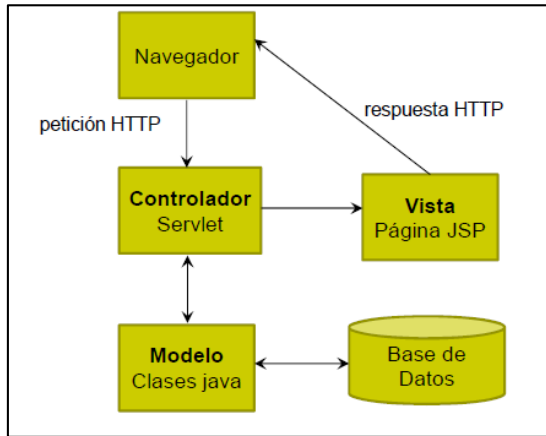 Navegador
petición HTTP
respuesta HTTP
Controlador
Servlet
Vista
Página JSP
Modelo
Clases java
Base de
Datos